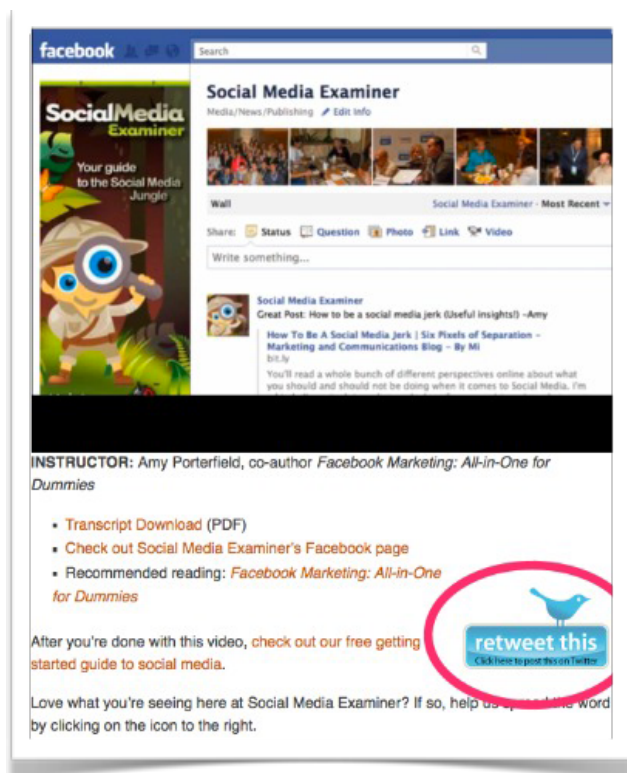 facebook
Search
SocialMedia
Examiner
Your guide
to the Social Media
Jungle
Social Media Examiner
Media/News/Publishing Edit Info
Wall
Social Media Examiner · Most Recent
Share: Status Question Photo Link Video
Write something...
Social Media Examiner
Great Post: How to be a social media jerk (Useful insights!) -Amy
How To Be A Social Media Jerk | Six Pixels of Separation -
Marketing and Communications Blog - By Mi
bit.ly
You'll read a whole bunch of different perspectives online about what
you should and should not be doing when it comes to Social Media. I'm
INSTRUCTOR: Amy Porterfield, co-author Facebook Marketing: All-in-One for
Dummies
▪ Transcript Download (PDF)
▪ Check out Social Media Examiner's Facebook page
▪ Recommended reading: Facebook Marketing: All-in-One
for Dummies
After you're done with this video, check out our free getting
started guide to social media.
retweet this
Click here to post this on Twitter
Love what you're seeing here at Social Media Examiner? If so, help us spread the word
by clicking on the icon to the right.